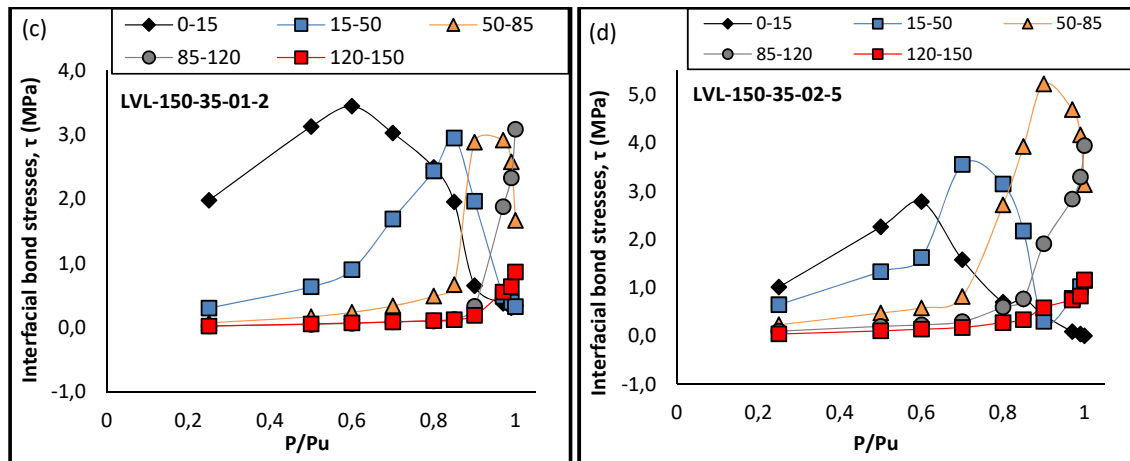 (c)
0-15 15-50 50-85
85-120 120-150
LVL-150-35-01-2
Interfacial bond stresses, τ (MPa)
4,0
3,0
2,0
1,0
0,0
-1,0
0 0,2 0,4 0,6 0,8 1
P/Pu
(d)
0-15 15-50 50-85
85-120 120-150
LVL-150-35-02-5
Interfacial bond stresses, τ (MPa)
5,0
4,0
3,0
2,0
1,0
0,0
-1,0
0 0,2 0,4 0,6 0,8 1
P/Pu